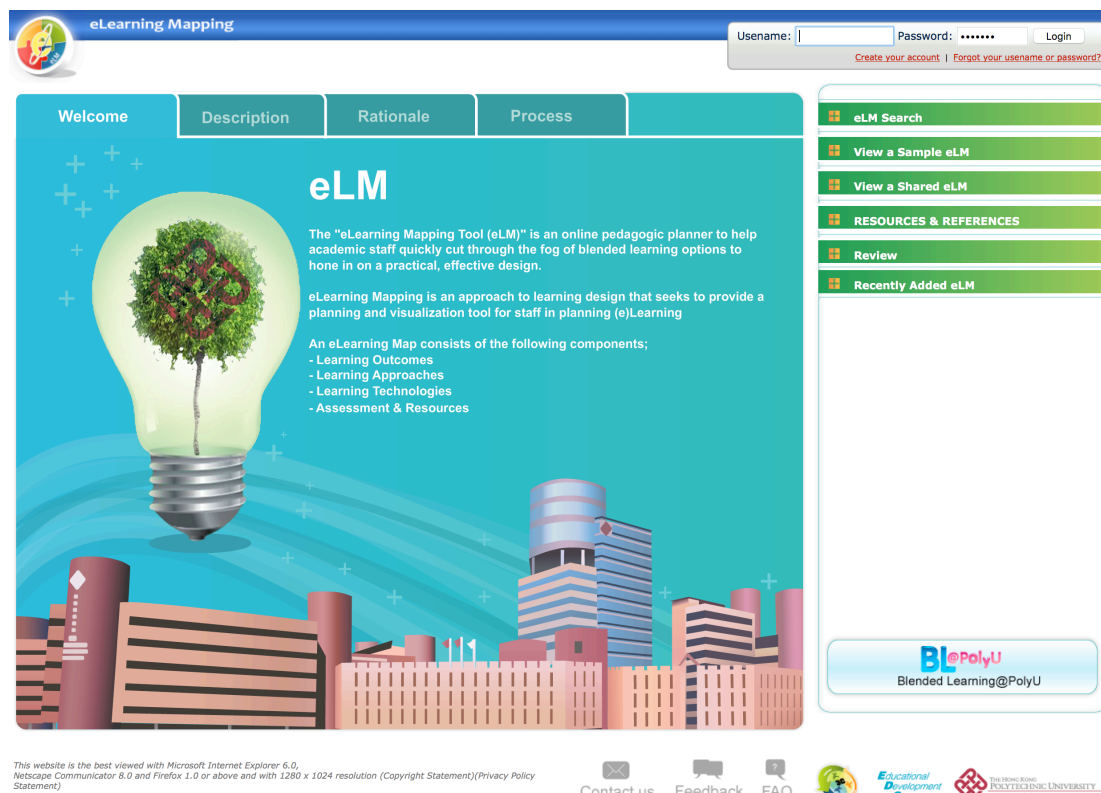 eLearning Mapping
Usename:
Password: •••••••
Login
Create your account | Forgot your usename or password?
Welcome
Description
Rationale
Process
eLM
The "eLearning Mapping Tool (eLM)" is an online pedagogic planner to help
academic staff quickly cut through the fog of blended learning options to
hone in on a practical, effective design.
eLearning Mapping is an approach to learning design that seeks to provide a
planning and visualization tool for staff in planning (e)Learning
An eLearning Map consists of the following components;
- Learning Outcomes
- Learning Approaches
- Learning Technologies
- Assessment & Resources
eLM Search
View a Sample eLM
View a Shared eLM
RESOURCES & REFERENCES
Review
Recently Added eLM
BL@PolyU
Blended Learning@PolyU
This website is the best viewed with Microsoft Internet Explorer 6.0,
Netscape Communicator 8.0 and Firefox 1.0 or above and with 1280 x 1024 resolution (Copyright Statement)(Privacy Policy
Statement)
Contact us
Feedback
FAQ
Educational
Development
THE HONG KONG
POLYTECHNIC UNIVERSITY